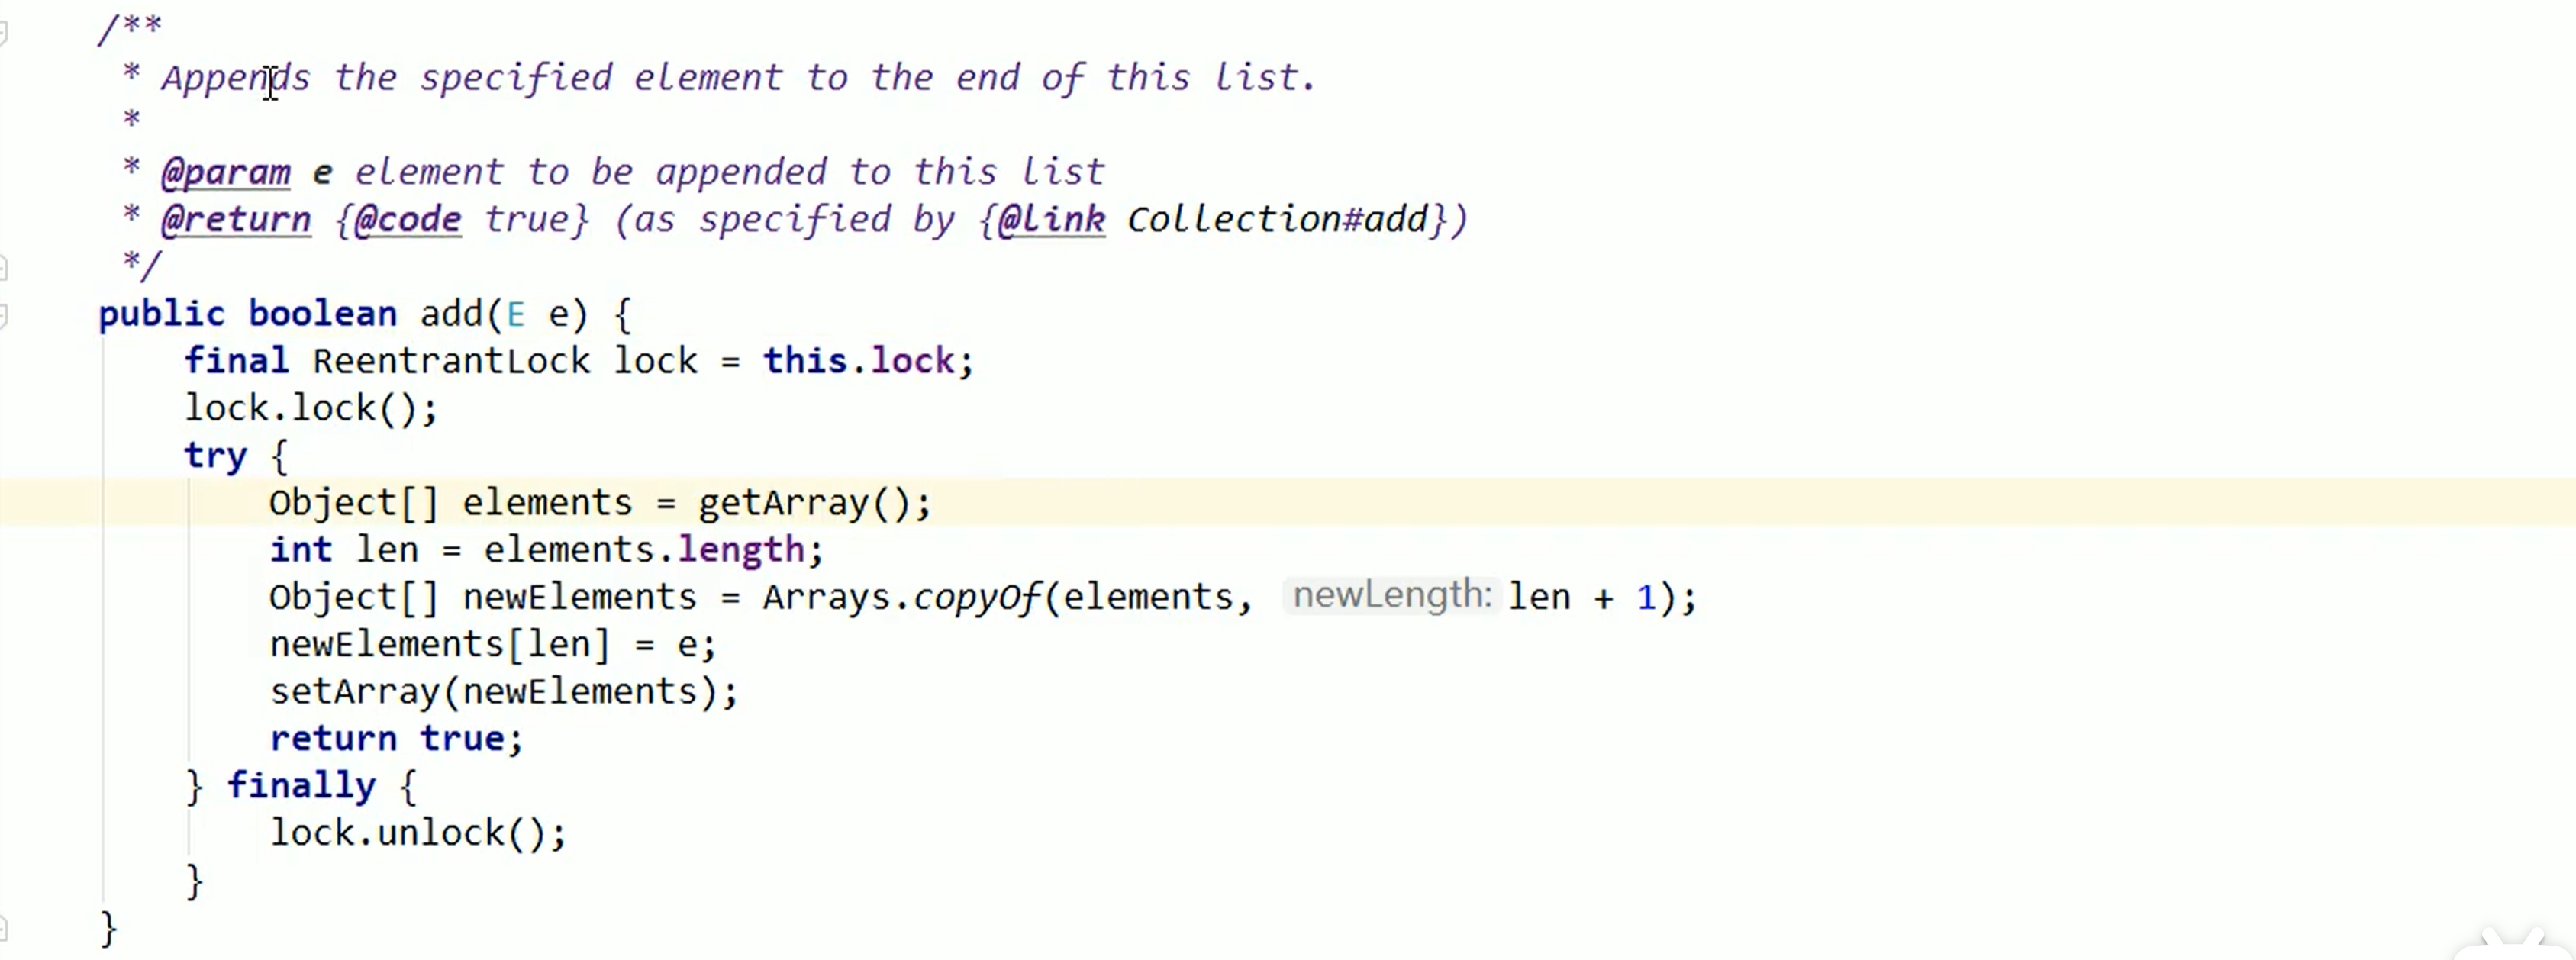 /**
 * Appends the specified element to the end of this list.
 *
 * @param e element to be appended to this list
 * @return {@code true} (as specified by {@link Collection#add})
 */
public boolean add(E e) {
    final ReentrantLock lock = this.lock;
    lock.lock();
    try {
        Object[] elements = getArray();
        int len = elements.length;
        Object[] newElements = Arrays.copyOf(elements, newLength: len + 1);
        newElements[len] = e;
        setArray(newElements);
        return true;
    } finally {
        lock.unlock();
    }
}